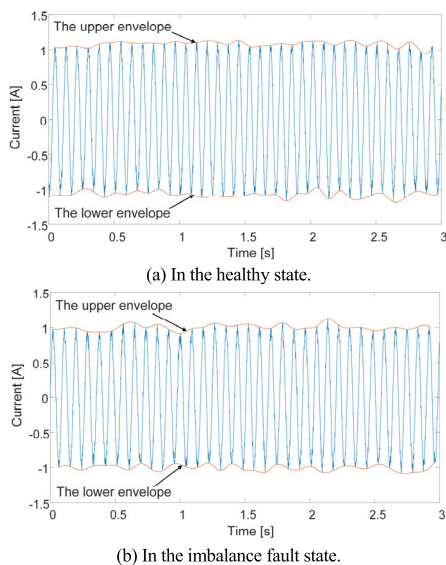 1.5
The upper envelope
1
0.5
0
-0.5
-1
-1.5
Current [A]
The lower envelope
0 0.5 1 1.5 2 2.5 3
Time [s]
(a) In the healthy state.
1.5
The upper envelope
1
0.5
0
-0.5
-1
-1.5
Current [A]
The lower envelope
0 0.5 1.0 1.5 2 2.5 3
Time [s]
(b) In the imbalance fault state.